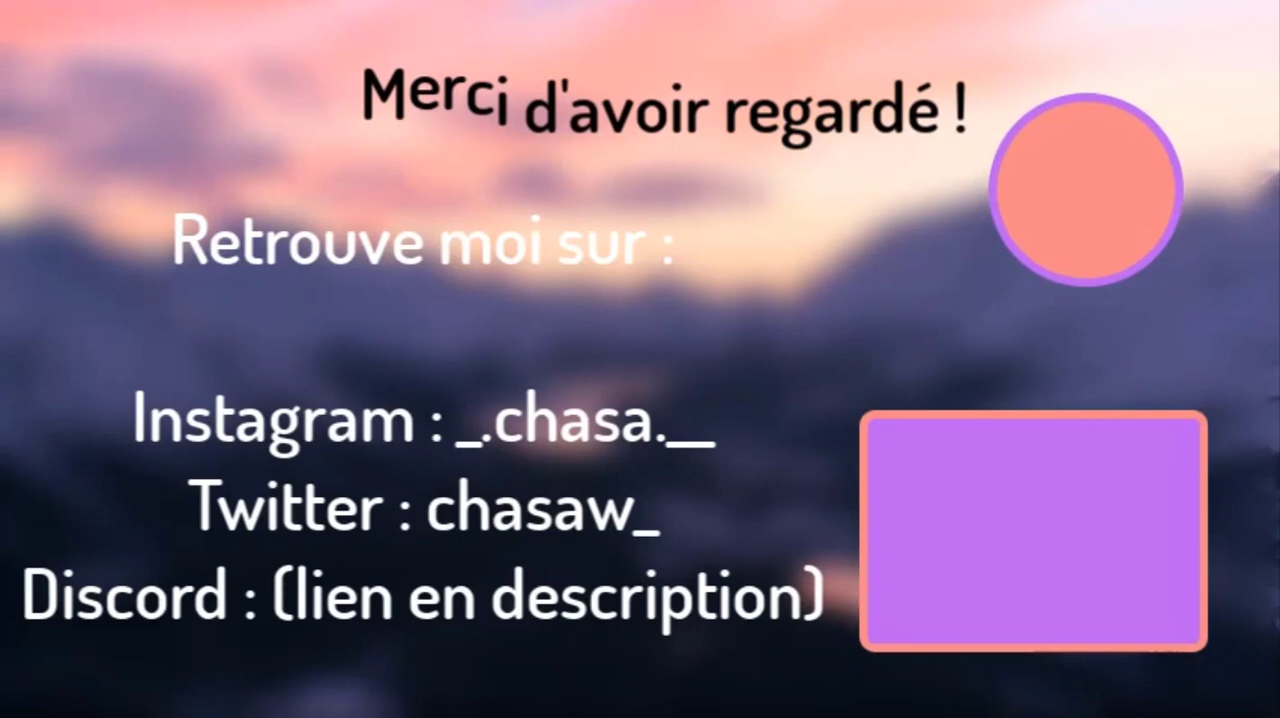 Merci d'avoir regardé !
Retrouve moi sur :
Instagram : _.chasa.__
Twitter : chasaw_
Discord : (lien en description)